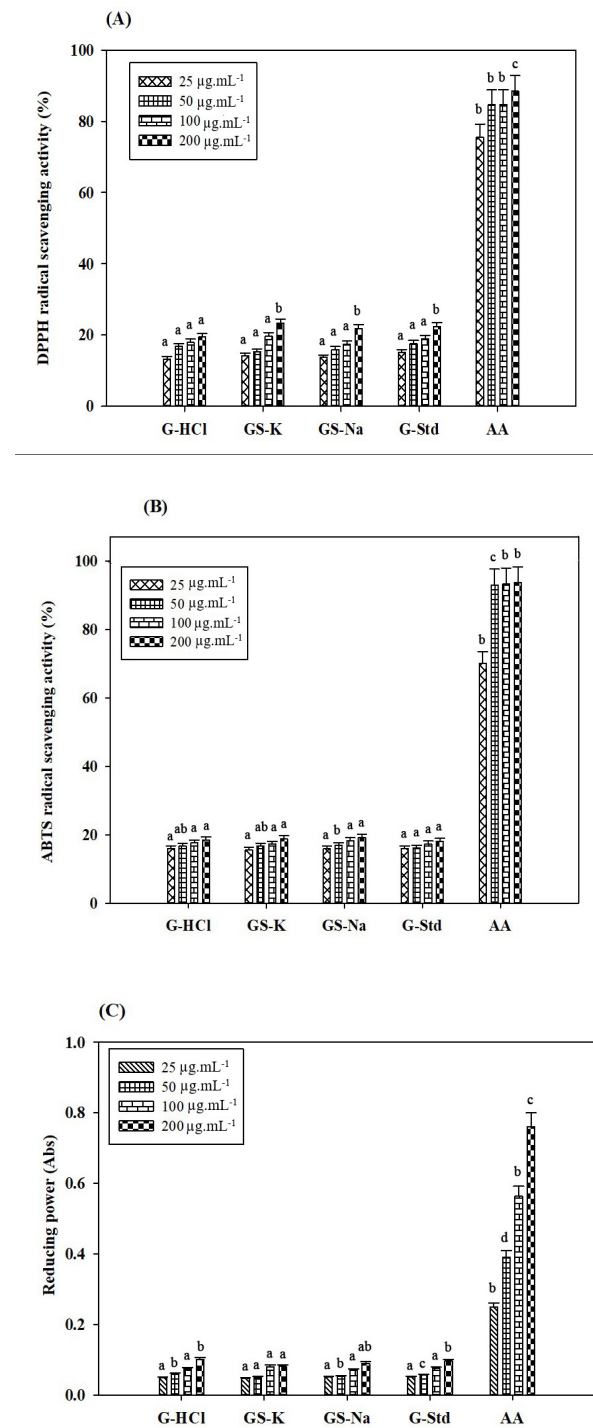 (A)
DPPH radical scavenging activity (%)
100
80
60
40
20
0
25 µg.mL-1
50 µg.mL-1
100 µg.mL-1
200 µg.mL-1
a a a a
a a a b
a a a b
a a a b
b b b c
G-HCl GS-K GS-Na G-Std AA
(B)
ABTS radical scavenging activity (%)
100
80
60
40
20
0
25 µg.mL-1
50 µg.mL-1
100 µg.mL-1
200 µg.mL-1
a ab a a
a ab a a
a b a a
a a a a
b c b b
G-HCl GS-K GS-Na G-Std AA
(C)
Reducing power (Abs)
1.0
0.8
0.6
0.4
0.2
0.0
25 µg.mL-1
50 µg.mL-1
100 µg.mL-1
200 µg.mL-1
a b a b
a a a a
a b a ab
a c a b
b d b c
G-HCl GS-K GS-Na G-Std AA